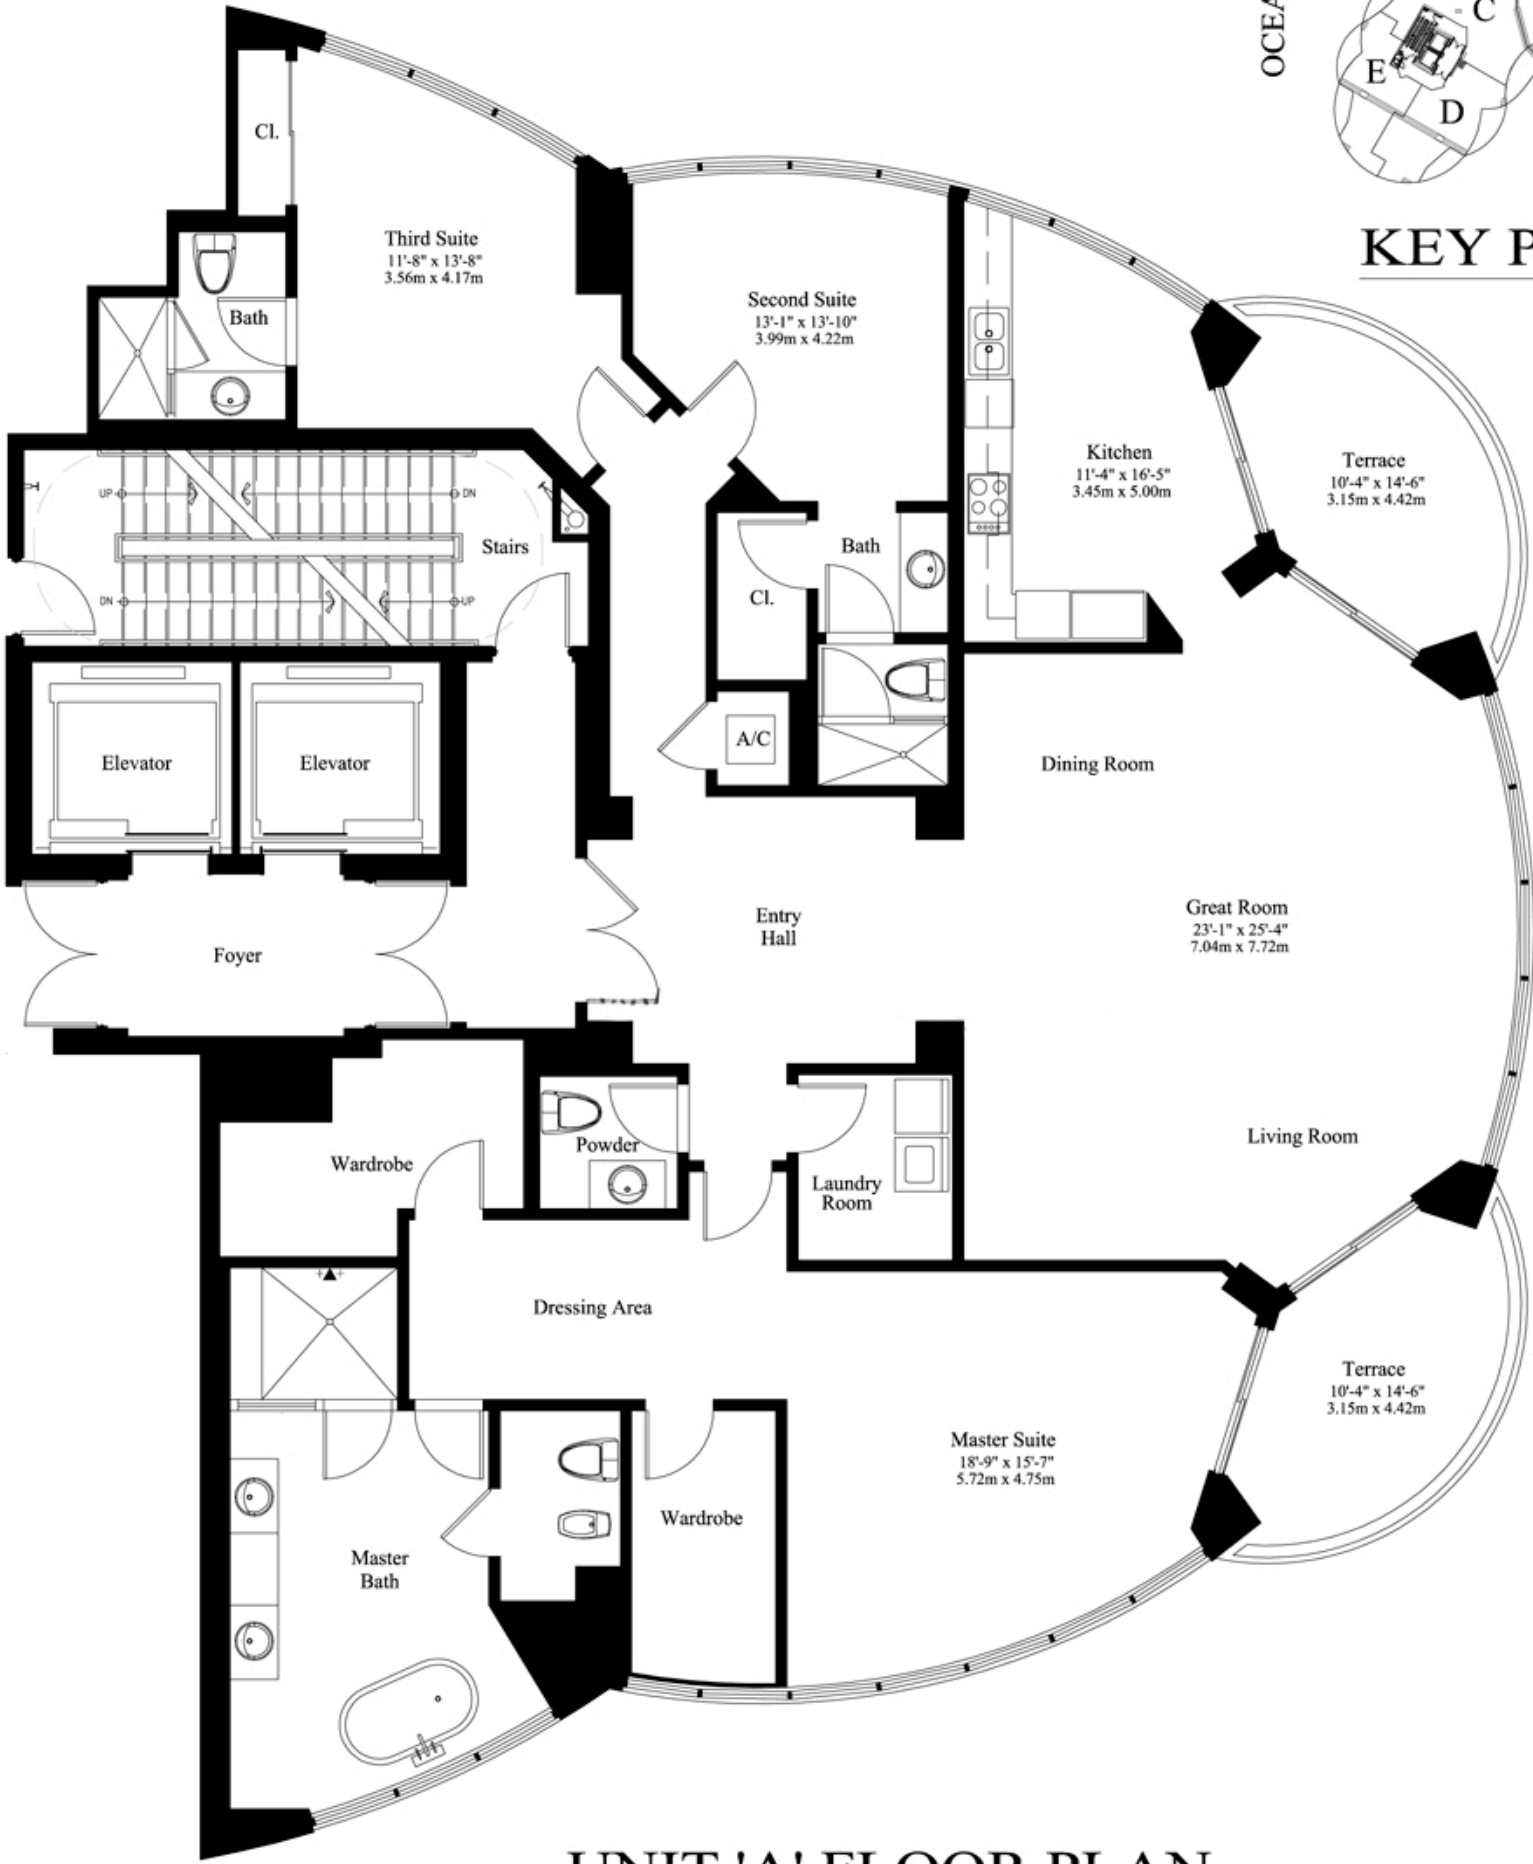 OCEA
C
E
D
KEY P
Cl.
Third Suite
11'-8" x 13'-8"
3.56m x 4.17m
Bath
Second Suite
13'-1" x 13'-10"
3.99m x 4.22m
Kitchen
11'-4" x 16'-5"
3.45m x 5.00m
Terrace
10'-4" x 14'-6"
3.15m x 4.42m
UP
DN
Stairs
DN
UP
Bath
Cl.
A/C
Elevator
Elevator
Dining Room
Foyer
Entry
Hall
Great Room
23'-1" x 25'-4"
7.04m x 7.72m
Living Room
Wardrobe
Powder
Laundry
Room
Dressing Area
Terrace
10'-4" x 14'-6"
3.15m x 4.42m
Master Suite
18'-9" x 15'-7"
5.72m x 4.75m
Wardrobe
Master
Bath
UNIT 'A' FLOOR PLAN